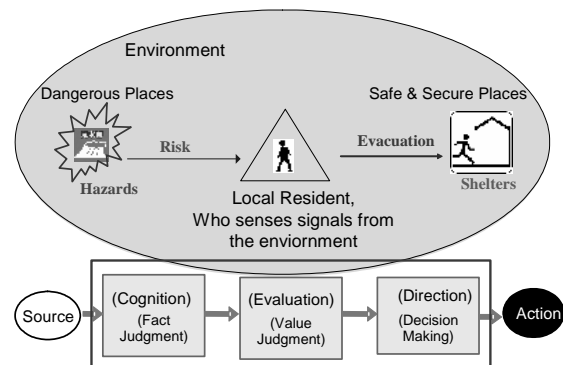 Environment
Dangerous Places
Safe & Secure Places
Risk
Evacuation
Hazards
Shelters
Local Resident,
Who senses signals from
the enviornment
Source
(Cognition)
(Fact
Judgment)
(Evaluation)
(Value
Judgment)
(Direction)
(Decision
Making)
Action